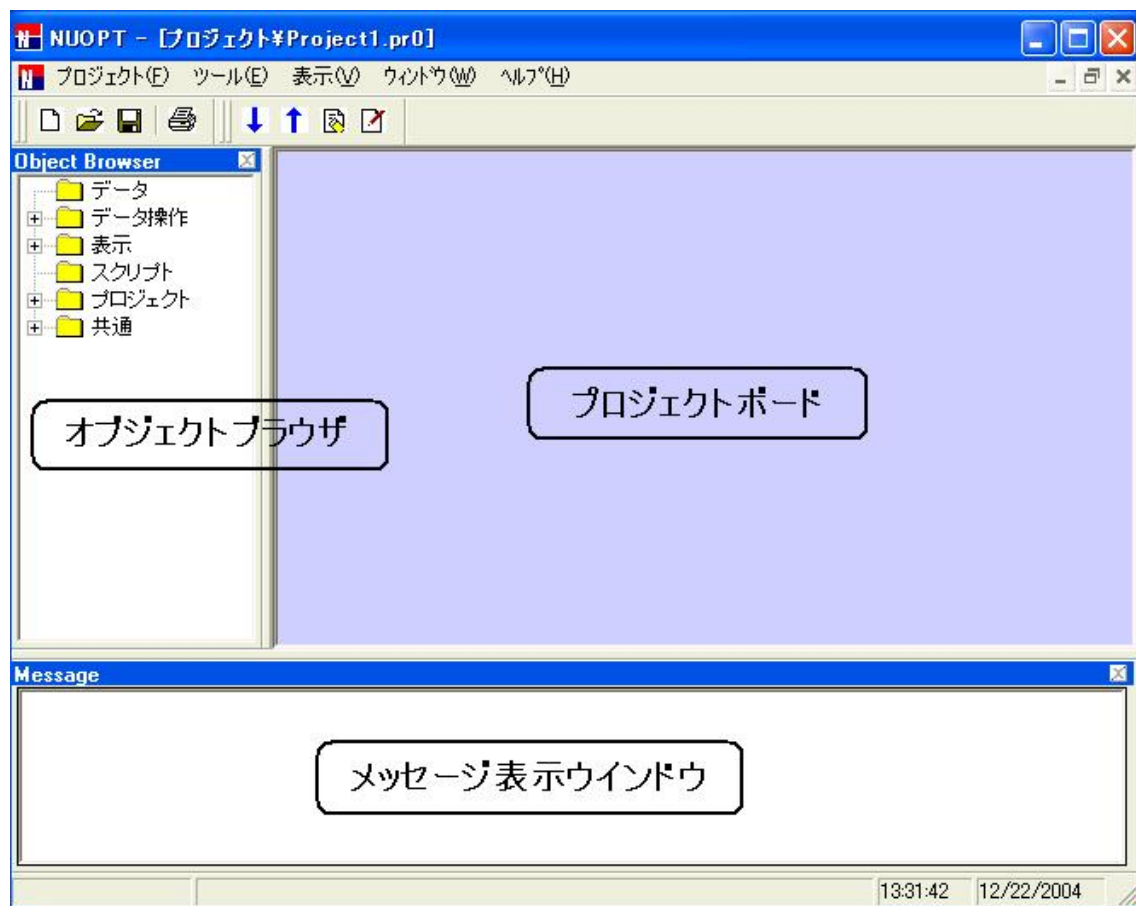 NUOPT - [プロジェクト¥Project1.pr0]
プロジェクト(F) ツール(E) 表示(V) ウィンドウ(W) ヘルプ(H)
Object Browser
データ
データ操作
表示
スクリプト
プロジェクト
共通
オブジェクトブラウザ
プロジェクトボード
Message
メッセージ表示ウインドウ
13:31:42 12/22/2004